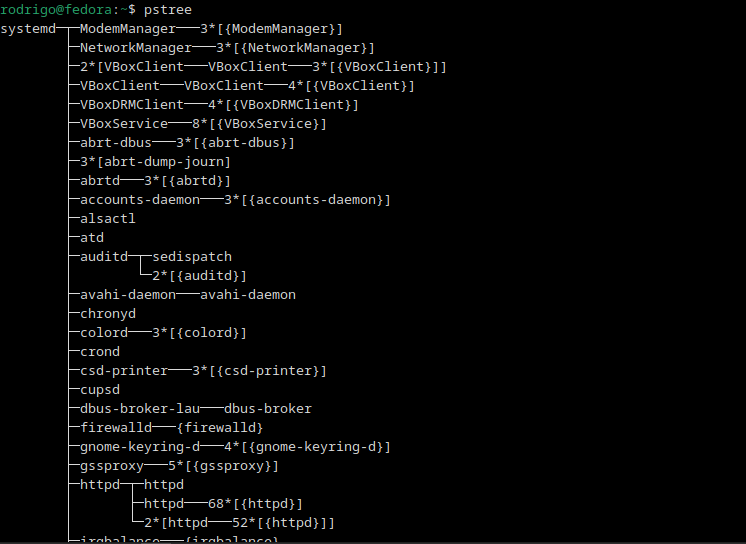 rodrigo@fedora:~$ pstree
systemd─┬─ModemManager───3*[{ModemManager}]
        ├─NetworkManager───3*[{NetworkManager}]
        ├─2*[VBoxClient───VBoxClient───3*[{VBoxClient}]]
        ├─VBoxClient───VBoxClient───4*[{VBoxClient}]
        ├─VBoxDRMClient───4*[{VBoxDRMClient}]
        ├─VBoxService───8*[{VBoxService}]
        ├─abrt-dbus───3*[{abrt-dbus}]
        ├─3*[abrt-dump-journ]
        ├─abrtd───3*[{abrtd}]
        ├─accounts-daemon───3*[{accounts-daemon}]
        ├─alsactl
        ├─atd
        ├─auditd─┬─sedispatch
        │        └─2*[{auditd}]
        ├─avahi-daemon───avahi-daemon
        ├─chronyd
        ├─colord───3*[{colord}]
        ├─crond
        ├─csd-printer───3*[{csd-printer}]
        ├─cupsd
        ├─dbus-broker-lau───dbus-broker
        ├─firewalld───{firewalld}
        ├─gnome-keyring-d───4*[{gnome-keyring-d}]
        ├─gssproxy───5*[{gssproxy}]
        ├─httpd─┬─httpd
        │       ├─httpd───68*[{httpd}]
        │       └─2*[httpd───52*[{httpd}]]
        ├─irqbalance───{irqbalance}